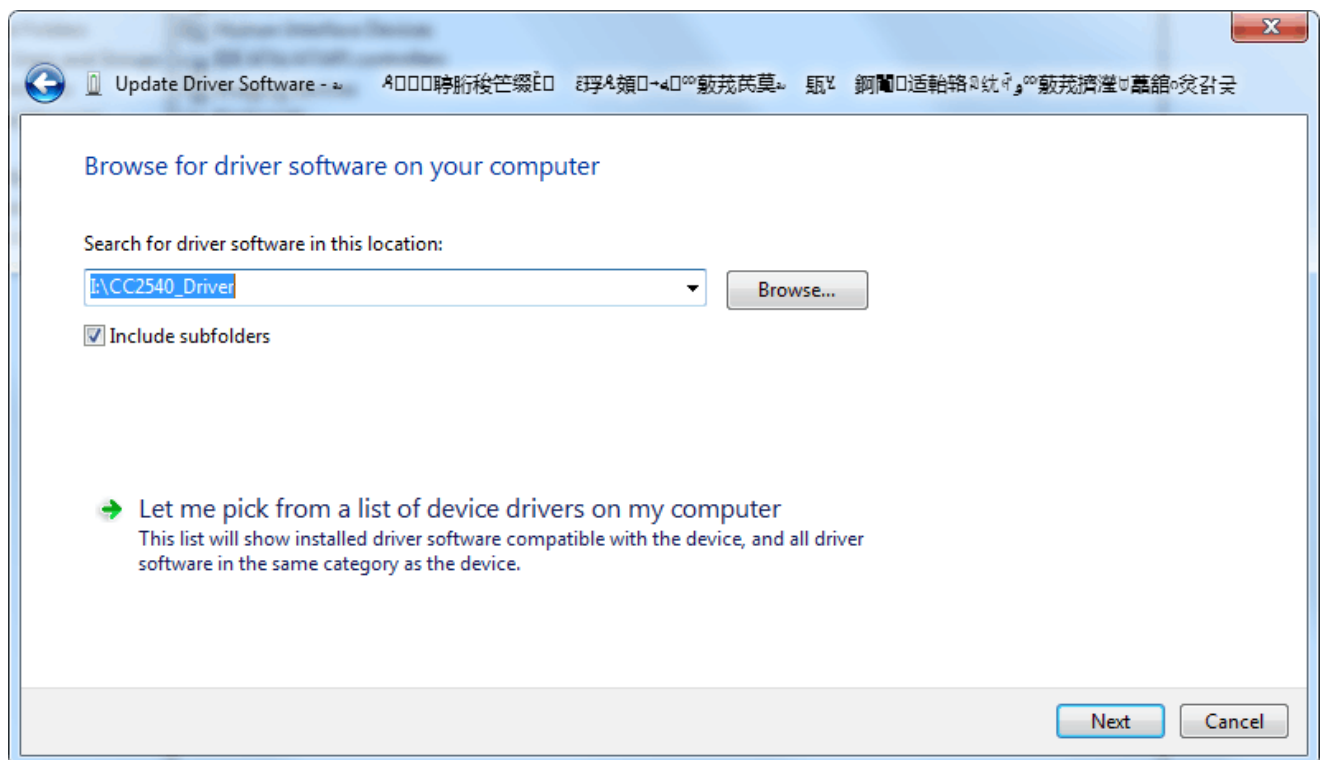 Update Driver Software -
Browse for driver software on your computer
Search for driver software in this location:
I:\CC2540_Driver
Browse...
Include subfolders
Let me pick from a list of device drivers on my computer
This list will show installed driver software compatible with the device, and all driver
software in the same category as the device.
Next
Cancel